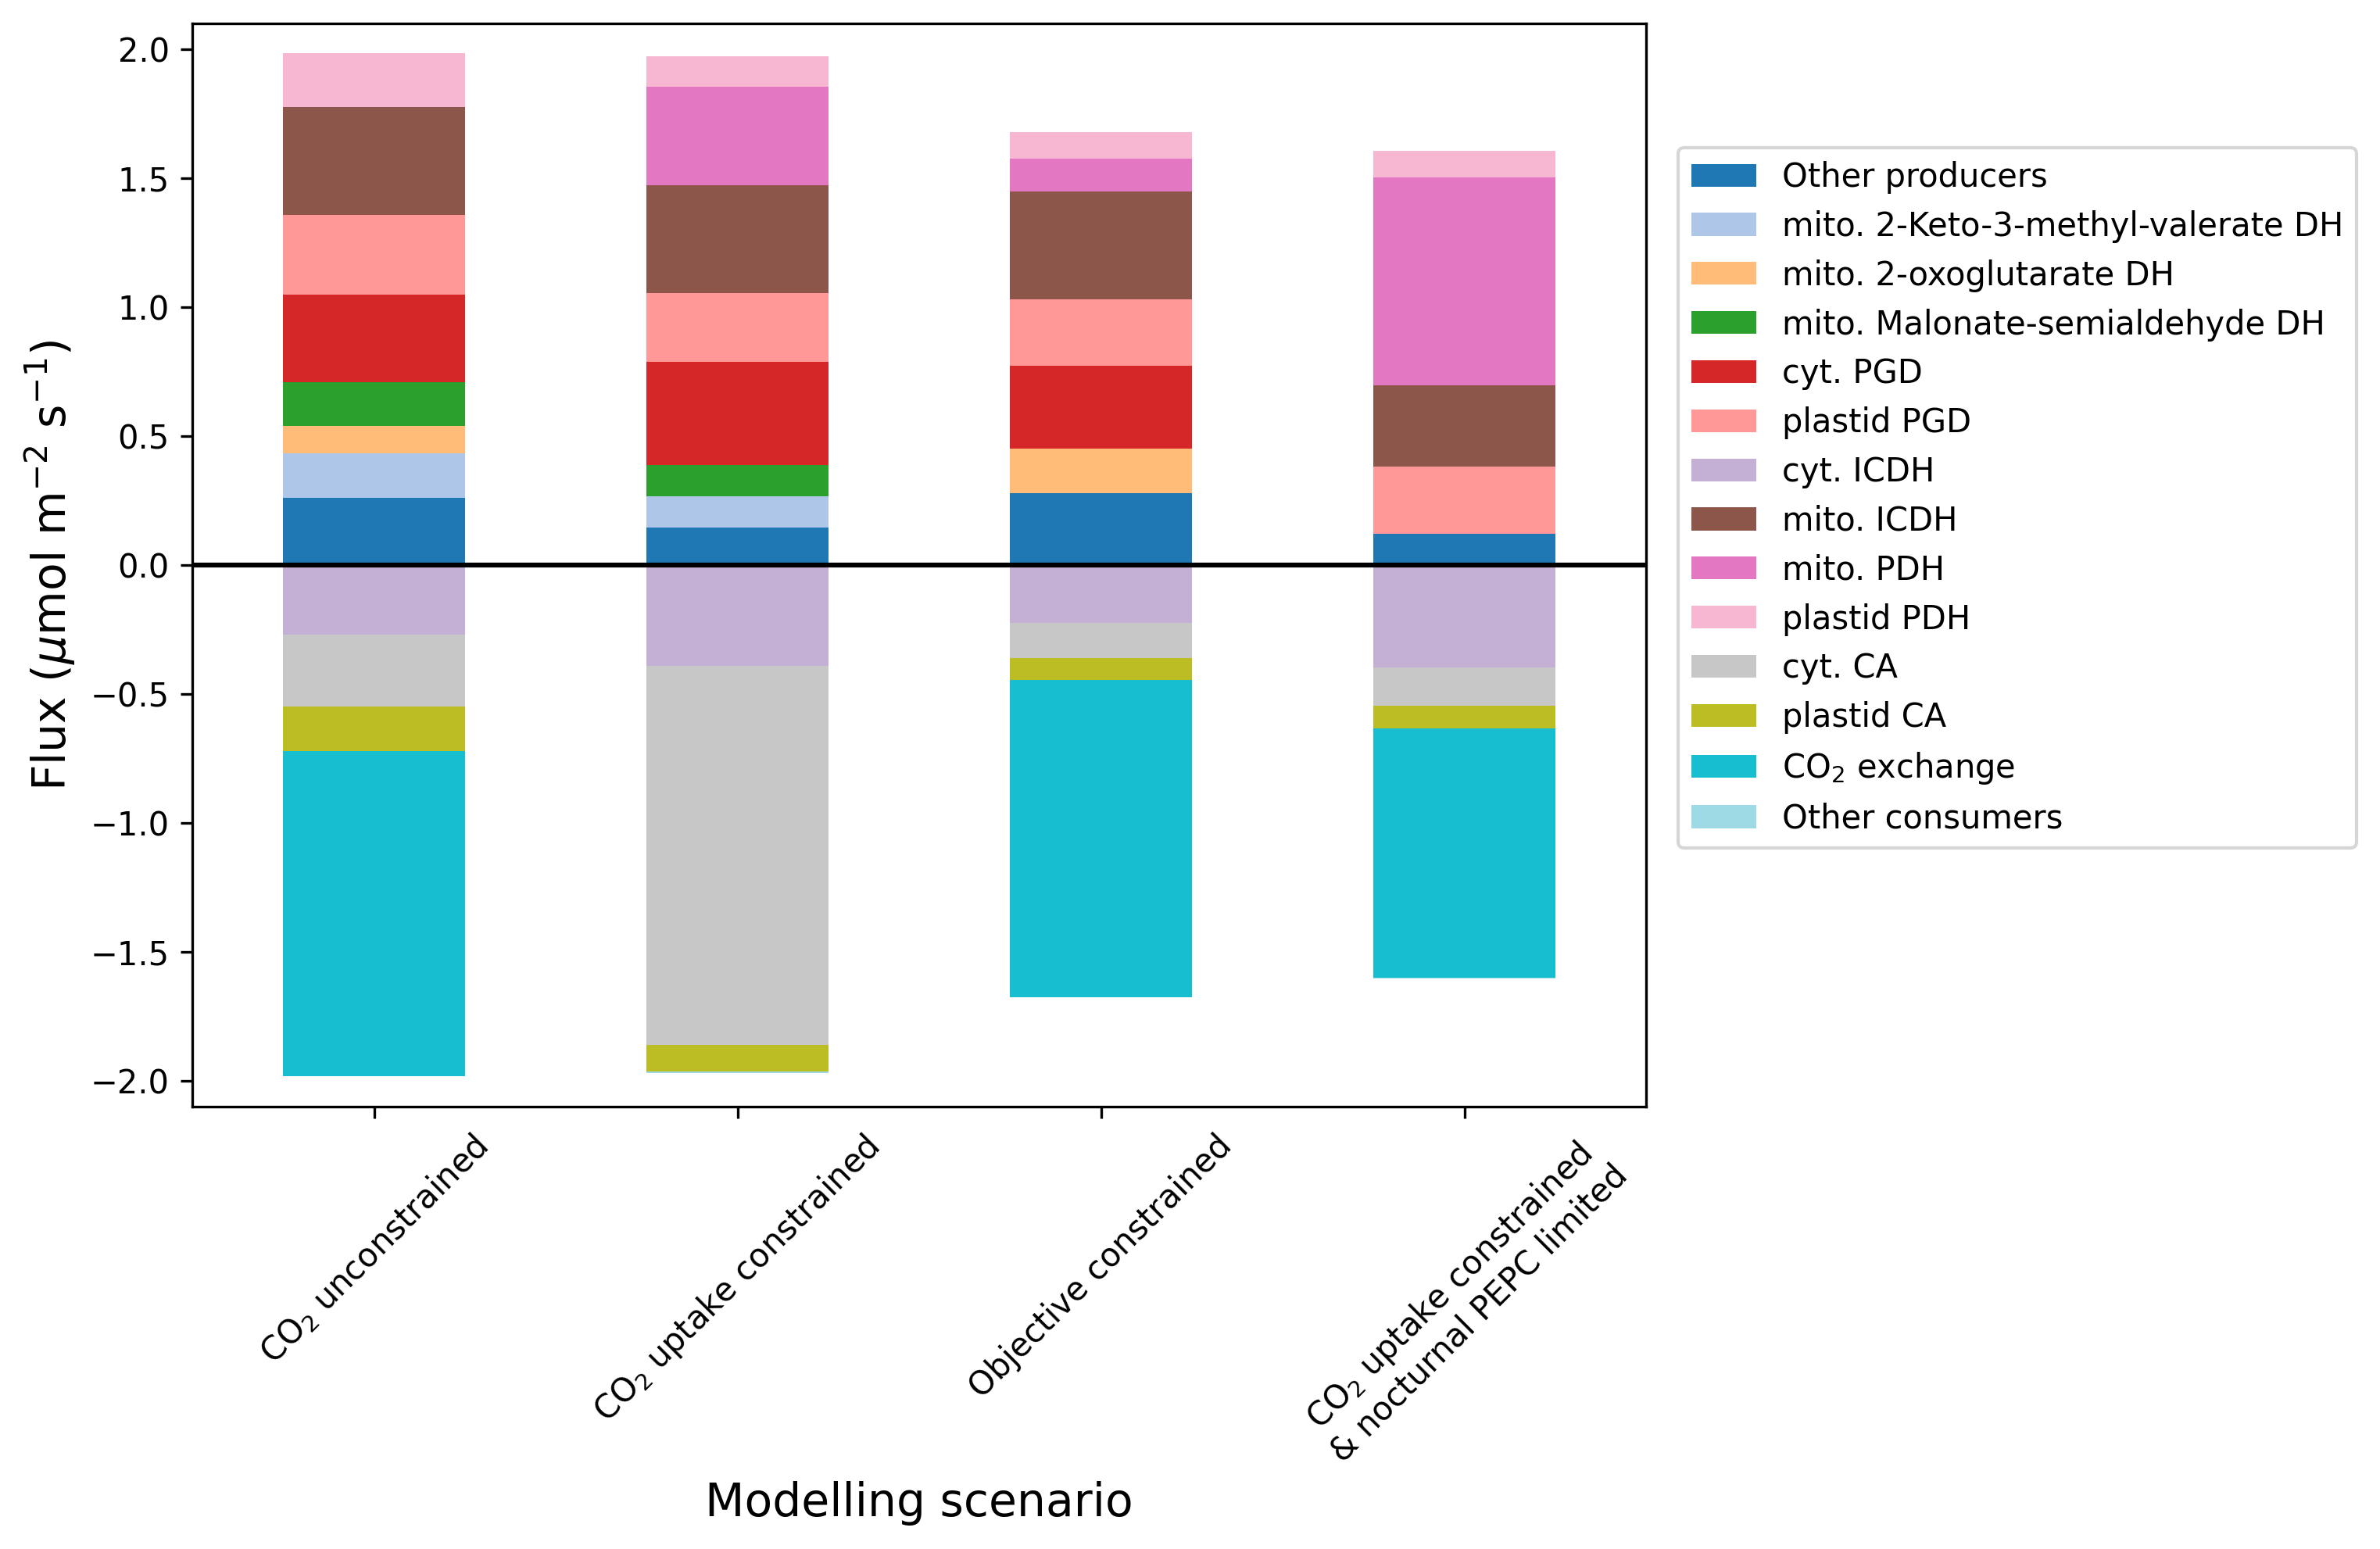 2.0
1.5
1.0
0.5
0.0
−0.5
−1.0
−1.5
−2.0
Flux (μmol m⁻² s⁻¹)
CO₂ unconstrained
CO₂ uptake constrained
Objective constrained
CO₂ uptake constrained
& nocturnal PEPC limited
Modelling scenario
Other producers
mito. 2-Keto-3-methyl-valerate DH
mito. 2-oxoglutarate DH
mito. Malonate-semialdehyde DH
cyt. PGD
plastid PGD
cyt. ICDH
mito. ICDH
mito. PDH
plastid PDH
cyt. CA
plastid CA
CO₂ exchange
Other consumers